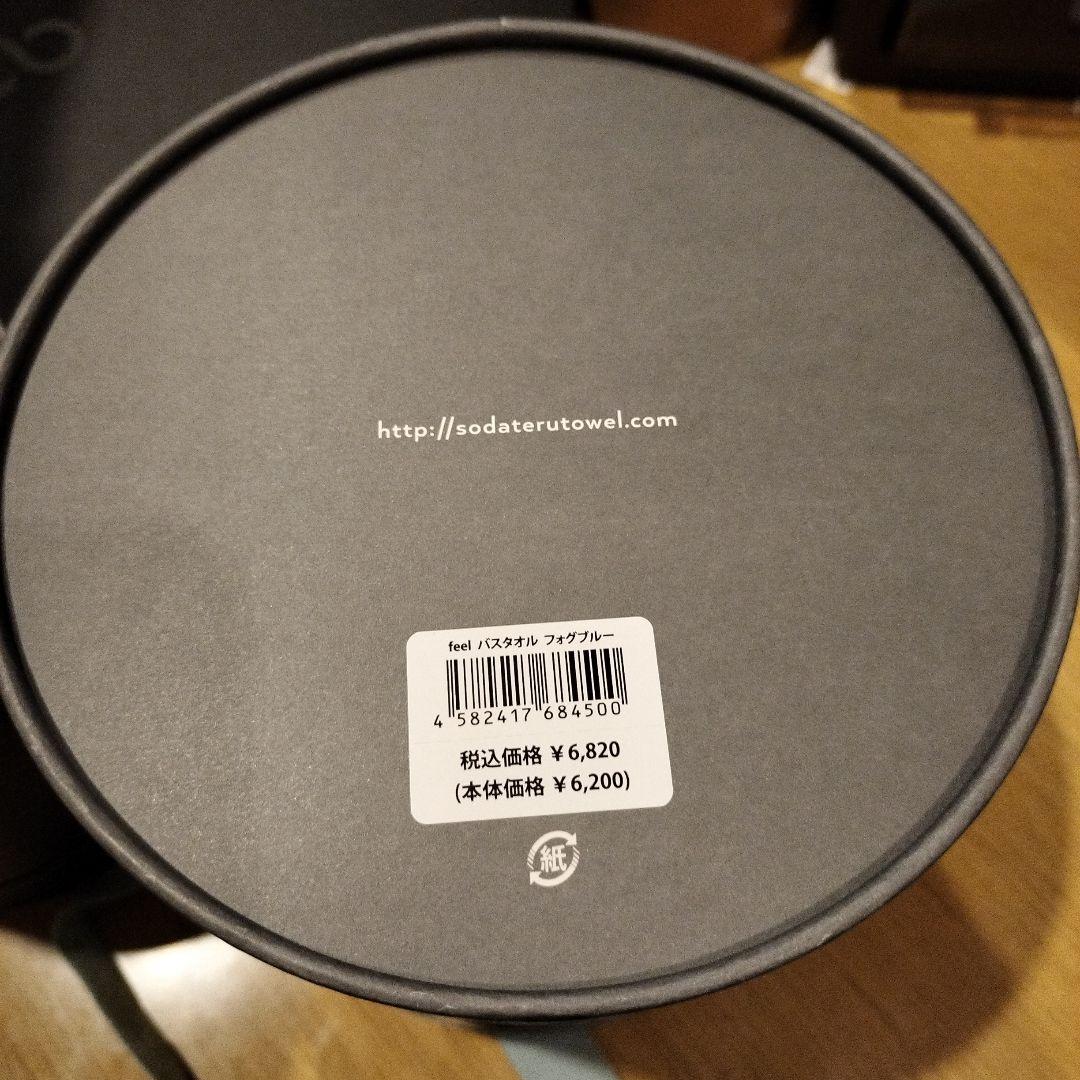 http://sodaterutowel.com
feel バスタオル フォグブルー
4 582417 684500
税込価格 ¥6,820
(本体価格 ¥6,200)
紙